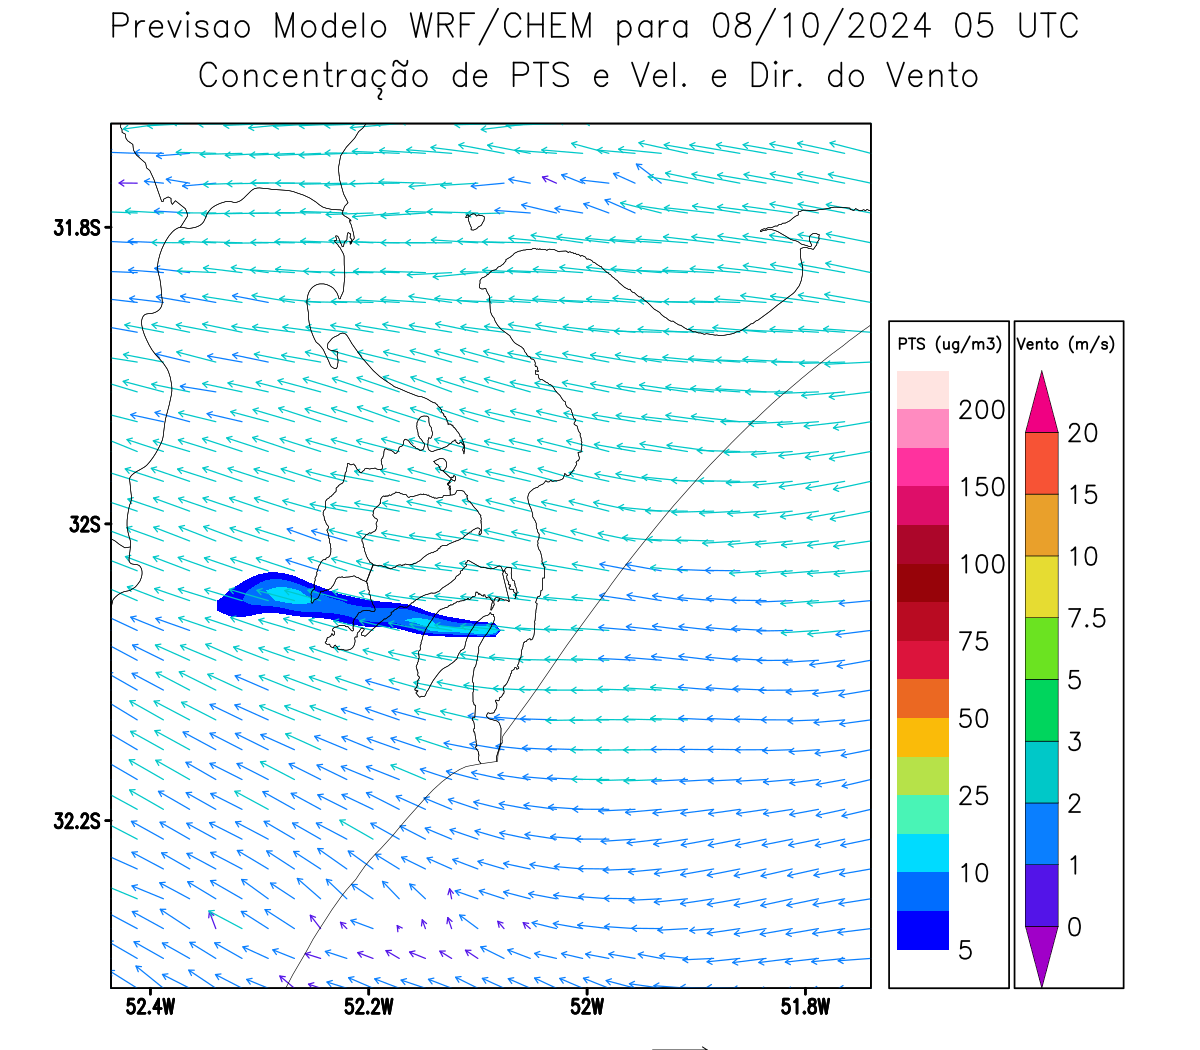 Previsao Modelo WRF/CHEM para 08/10/2024 05 UTC
Concentração de PTS e Vel. e Dir. do Vento
31.8S
32S
32.2S
52.4W
52.2W
52W
51.8W
PTS (ug/m3)
200
150
100
75
50
25
10
5
Vento (m/s)
20
15
10
7.5
5
3
2
1
0